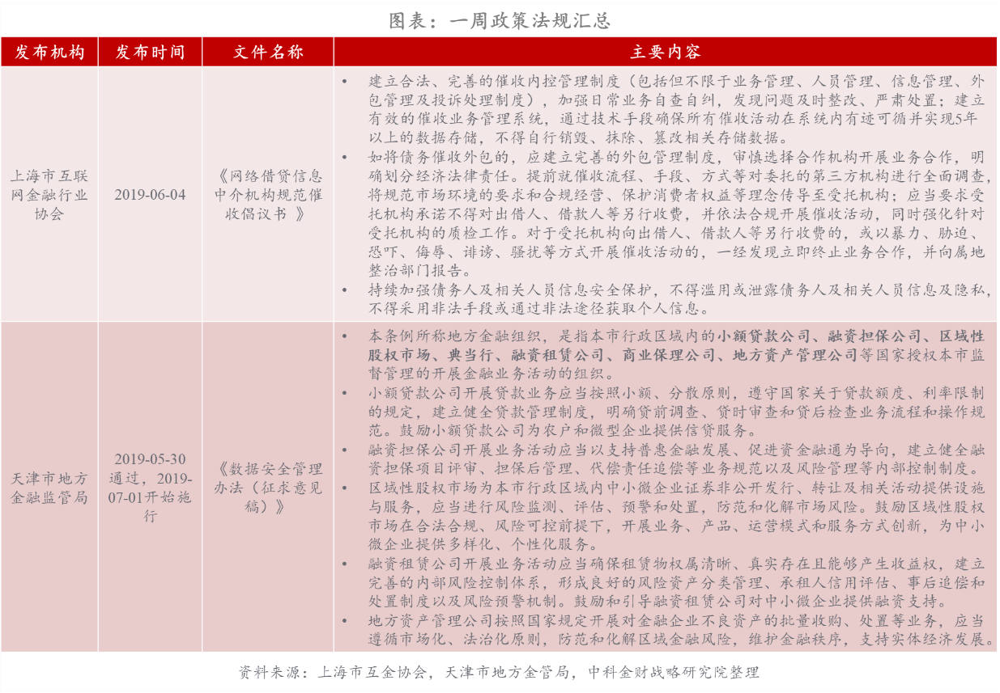 图表：一周政策法规汇总
发布机构
发布时间
文件名称
主要内容
上海市互联
网金融行业
协会
2019-06-04
《网络借贷信息
中介机构规范催
收倡议书 》
• 建立合法、完善的催收内控管理制度（包括但不限于业务管理、人员管理、信息管理、外
包管理及投诉处理制度），加强日常业务自查自纠，发现问题及时整改、严肃处置；建立
有效的催收业务管理系统，通过技术手段确保所有催收活动在系统内有迹可循并实现5年
以上的数据存储，不得自行销毁、抹除、篡改相关存储数据。
• 如将债务催收外包的，应建立完善的外包管理制度，审慎选择合作机构开展业务合作，明
确划分经济法律责任。提前就催收流程、手段、方式等对委托的第三方机构进行全面调查，
将规范市场环境的要求和合规经营、保护消费者权益等理念传导至受托机构；应当要求受
托机构承诺不得对出借人、借款人等另行收费，并依法合规开展催收活动，同时强化针对
受托机构的质检工作。对于受托机构向出借人、借款人等另行收费的，或以暴力、胁迫、
恐吓、侮辱、诽谤、骚扰等方式开展催收活动的，一经发现立即终止业务合作，并向属地
整治部门报告。
• 持续加强债务人及相关人员信息安全保护，不得滥用或泄露债务人及相关人员信息及隐私，
不得采用非法手段或通过非法途径获取个人信息。
天津市地方
金融监管局
2019-05-30
通过，2019-
07-01开始施
行
《数据安全管理
办法（征求意见
稿）》
• 本条例所称地方金融组织，是指本市行政区域内的小额贷款公司、融资担保公司、区域性
股权市场、典当行、融资租赁公司、商业保理公司、地方资产管理公司等国家授权本市监
督管理的开展金融业务活动的组织。
• 小额贷款公司开展贷款业务应当按照小额、分散原则，遵守国家关于贷款额度、利率限制
的规定，建立健全贷款管理制度，明确贷前调查、贷时审查和贷后检查业务流程和操作规
范。鼓励小额贷款公司为农户和微型企业提供信贷服务。
• 融资担保公司开展业务活动应当以支持普惠金融发展、促进资金融通为导向，建立健全融
资担保项目评审、担保后管理、代偿责任追偿等业务规范以及风险管理等内部控制制度。
• 区域性股权市场为本市行政区域内中小微企业证券非公开发行、转让及相关活动提供设施
与服务，应当进行风险监测、评估、预警和处置，防范和化解市场风险。鼓励区域性股权
市场在合法合规、风险可控前提下，开展业务、产品、运营模式和服务方式创新，为中小
微企业提供多样化、个性化服务。
• 融资租赁公司开展业务活动应当确保租赁物权属清晰、真实存在且能够产生收益权，建立
完善的内部风险控制体系，形成良好的风险资产分类管理、承租人信用评估、事后追偿和
处置制度以及风险预警机制。鼓励和引导融资租赁公司对中小微企业提供融资支持。
• 地方资产管理公司按照国家规定开展对金融企业不良资产的批量收购、处置等业务，应当
遵循市场化、法治化原则，防范和化解区域金融风险，维护金融秩序，支持实体经济发展。
资料来源：上海市互金协会，天津市地方金管局，中科金财战略研究院整理